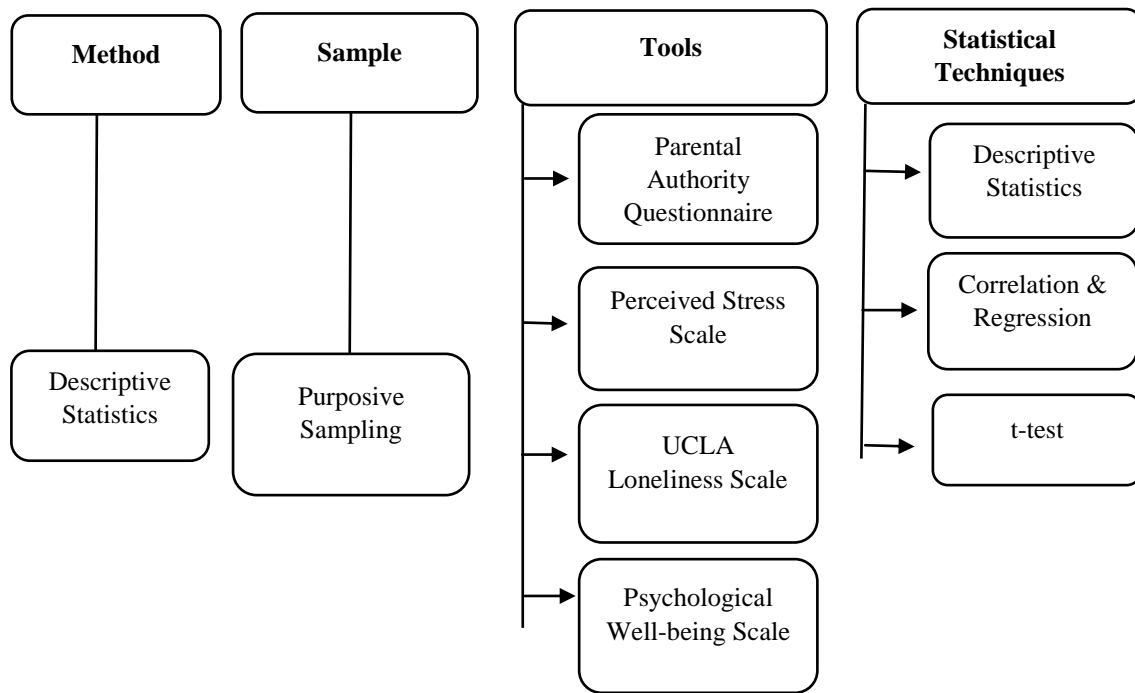 Method
Descriptive
Statistics
Sample
Purposive
Sampling
Tools
Parental
Authority
Questionnaire
Perceived Stress
Scale
UCLA
Loneliness Scale
Psychological
Well-being Scale
Statistical
Techniques
Descriptive
Statistics
Correlation &
Regression
t-test